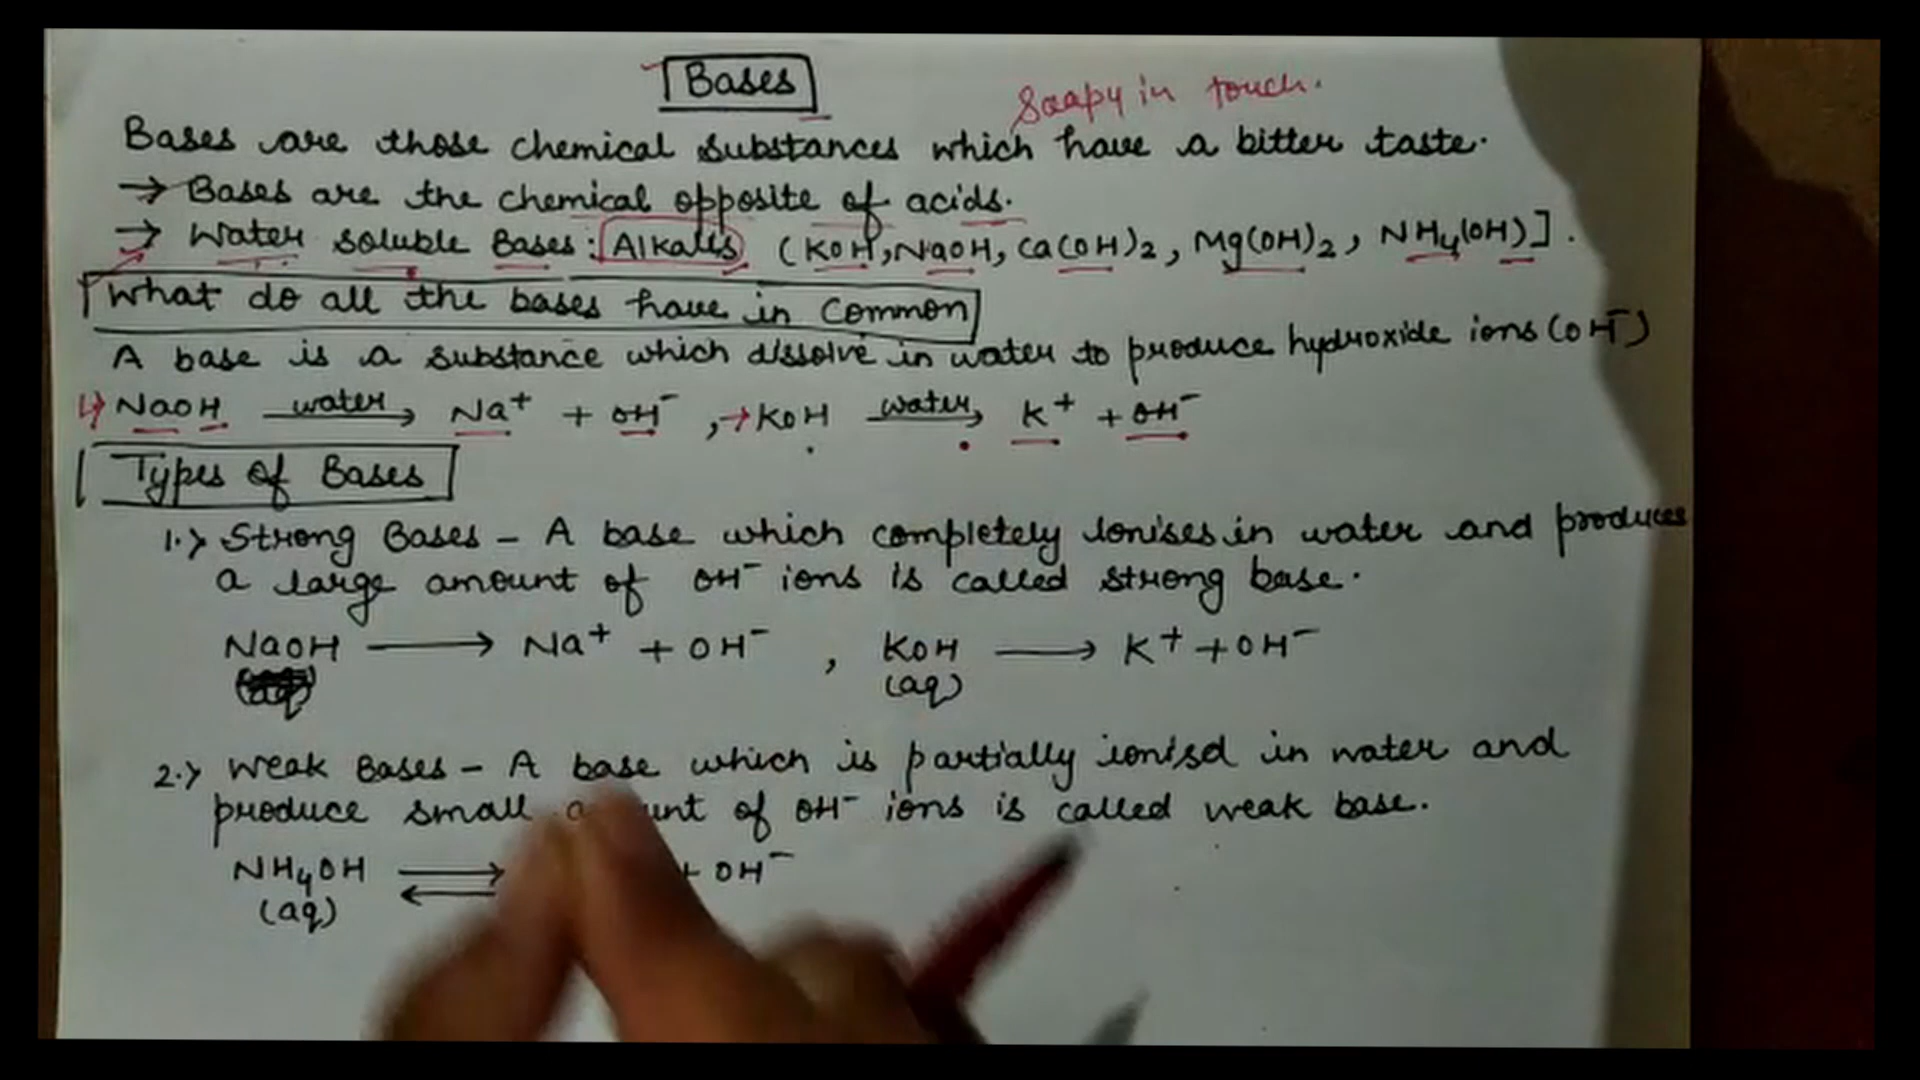 Bases
Soapy in touch.
Bases are those chemical substances which have a bitter taste.
→ Bases are the chemical opposite of acids.
→ Water soluble Bases: Alkalis (KOH, NaOH, Ca(OH)2, Mg(OH)2, NH4(OH)].
What do all the bases have in Common
A base is a substance which dissolve in water to produce hydroxide ions (OH⁻)
NaOH water → Na⁺ + OH⁻, → KOH water → K⁺ + OH⁻
Types of Bases
1.> Strong Bases – A base which completely Ionises in water and produces
a large amount of OH⁻ ions is called strong base.
NaOH → Na⁺ + OH⁻ , KOH → K⁺ + OH⁻
(aq) (aq)
2.> Weak Bases – A base which is partially ionisd in water and
produce small of OH⁻ ions is called weak base.
NH4OH ⇌ + OH⁻
(aq)